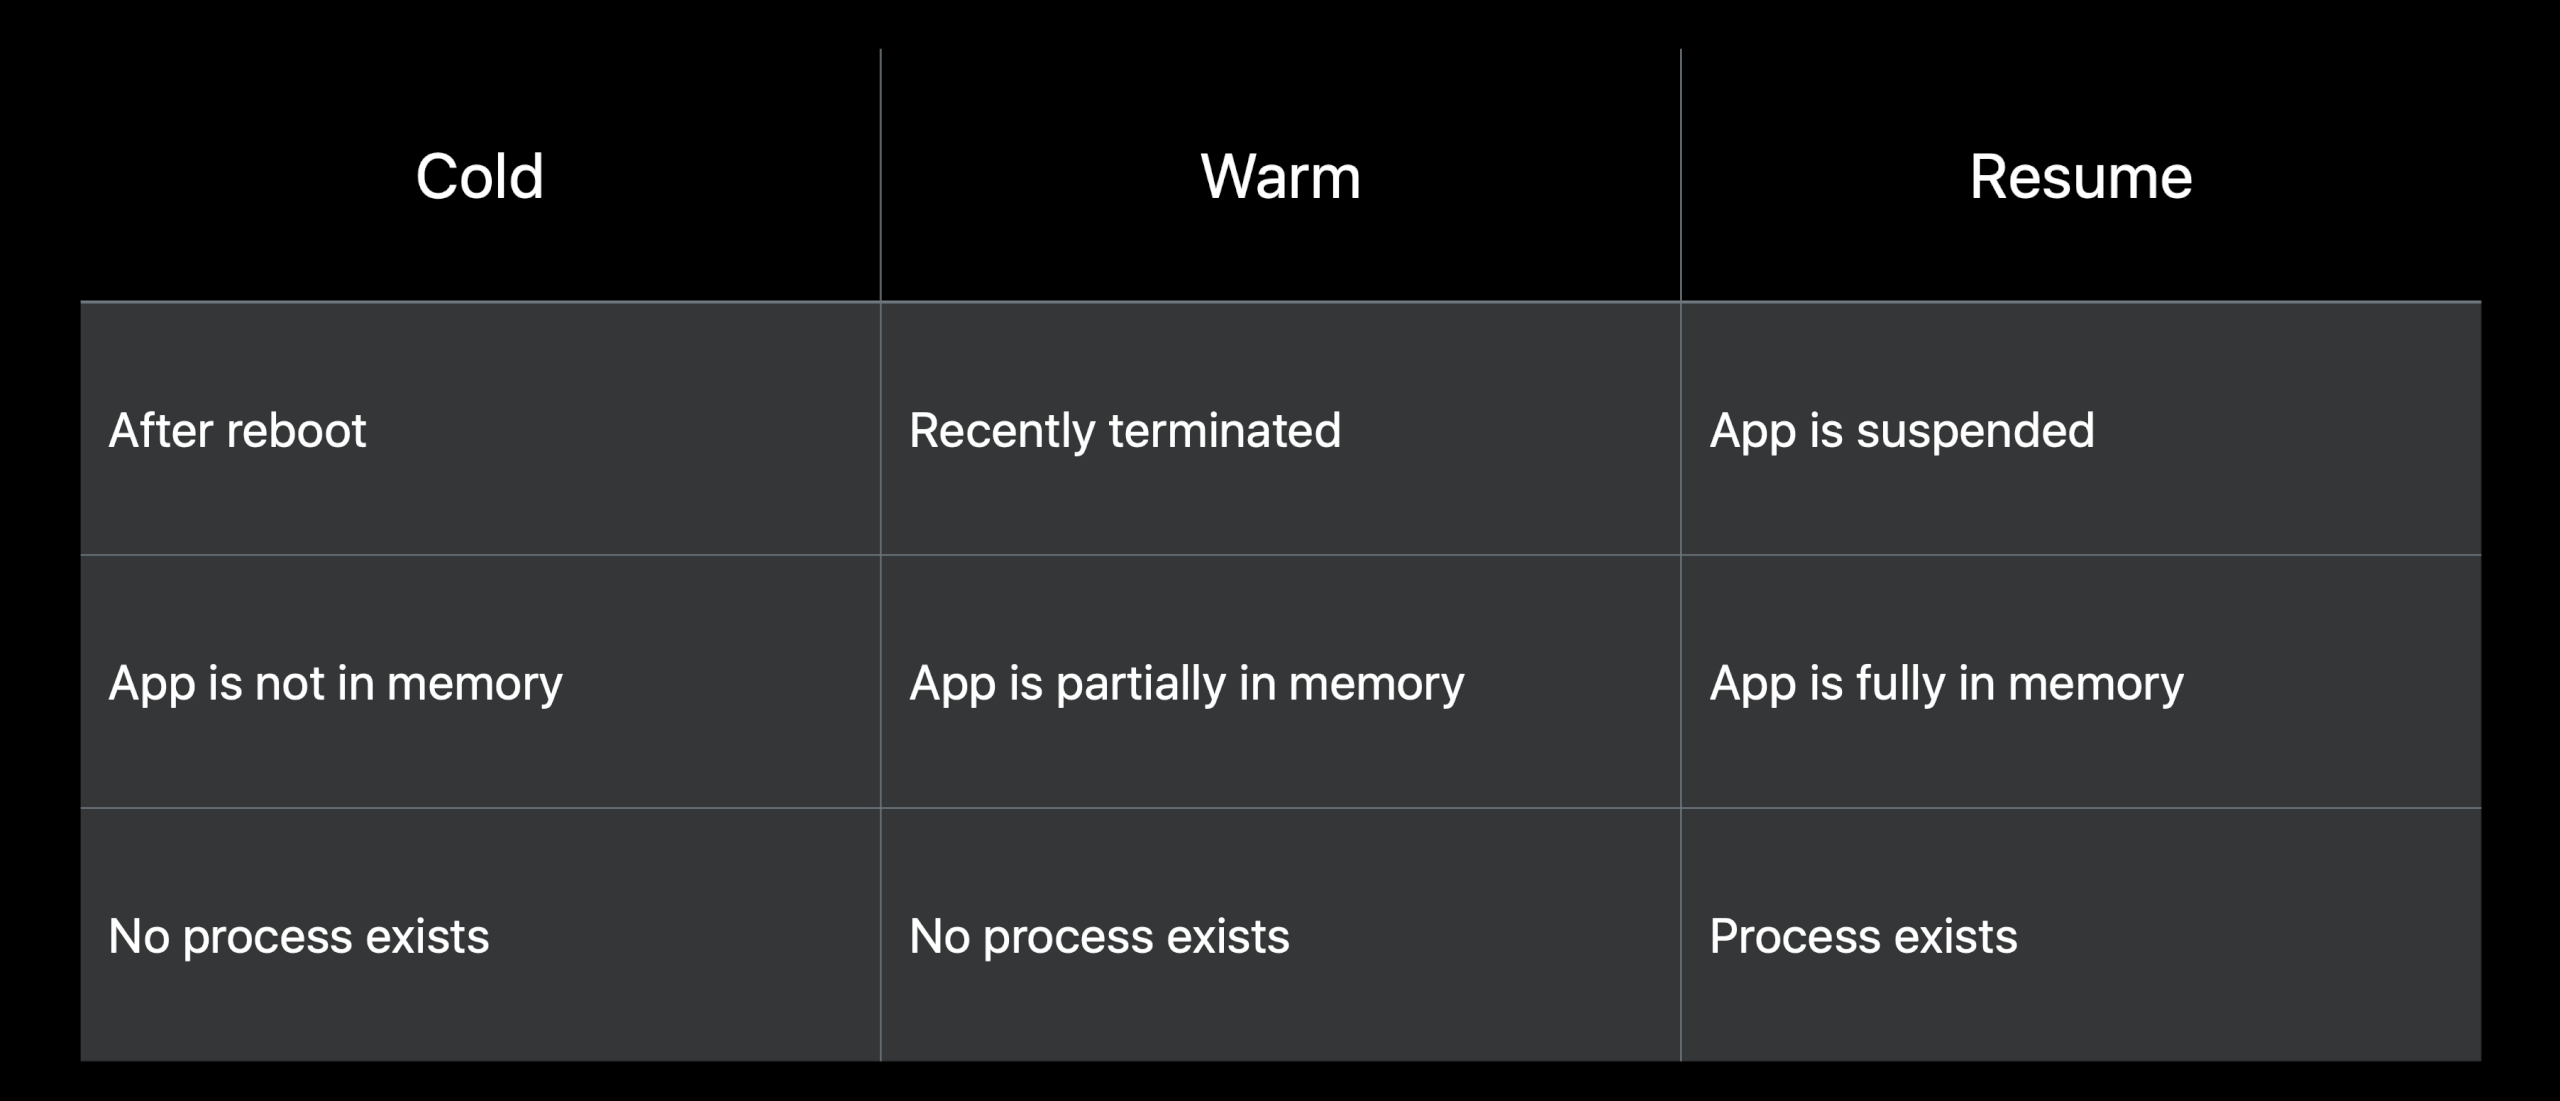 Cold
Warm
Resume
After reboot
Recently terminated
App is suspended
App is not in memory
App is partially in memory
App is fully in memory
No process exists
No process exists
Process exists